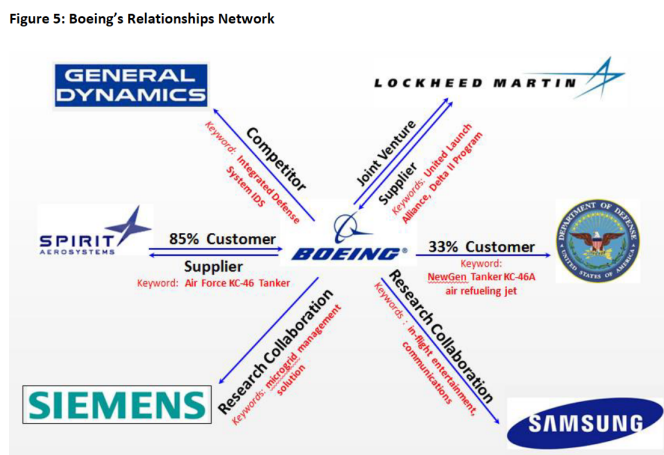 Figure 5: Boeing's Relationships Network
GENERAL
DYNAMICS
LOCKHEED MARTIN
Competitor
Keyword: Integrated Defense
System IDS
Joint Venture
Supplier
Keywords: United Launch
Alliance, Delta II Program
SPIRIT
AEROSYSTEMS
85% Customer
Supplier
Keyword: Air Force KC-46 Tanker
BOEING®
33% Customer
Keyword:
NewGen Tanker KC-46A
air refueling jet
DEPARTMENT OF DEFENSE
UNITED STATES OF AMERICA
Research Collaboration
Keywords: microgrid management
solution
Research Collaboration
Keywords : in-flight entertainment,
communications
SIEMENS
SAMSUNG